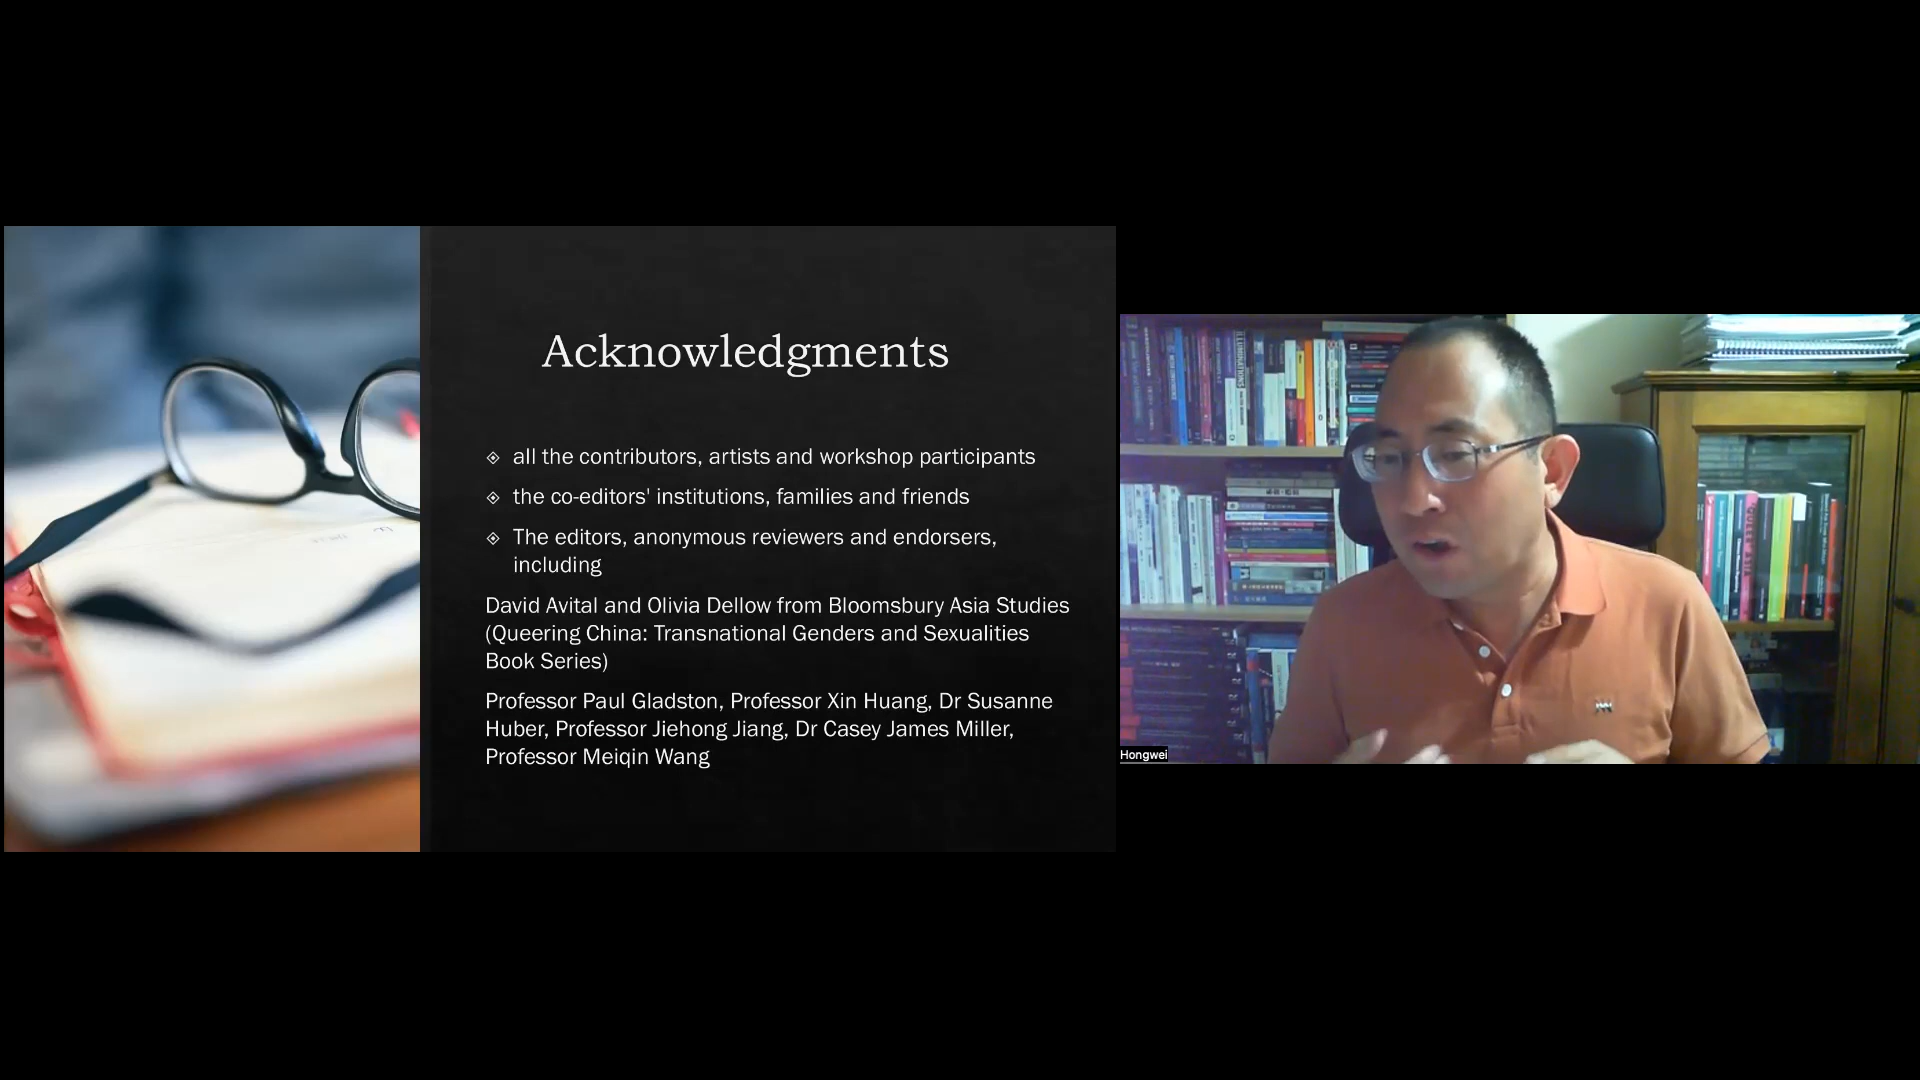 Acknowledgments
all the contributors, artists and workshop participants
the co-editors' institutions, families and friends
The editors, anonymous reviewers and endorsers,
including
David Avital and Olivia Dellow from Bloomsbury Asia Studies
(Queering China: Transnational Genders and Sexualities
Book Series)
Professor Paul Gladston, Professor Xin Huang, Dr Susanne
Huber, Professor Jiehong Jiang, Dr Casey James Miller,
Professor Meiqin Wang
ILLUMINATIONS
QUEER ASIA
Hongwei